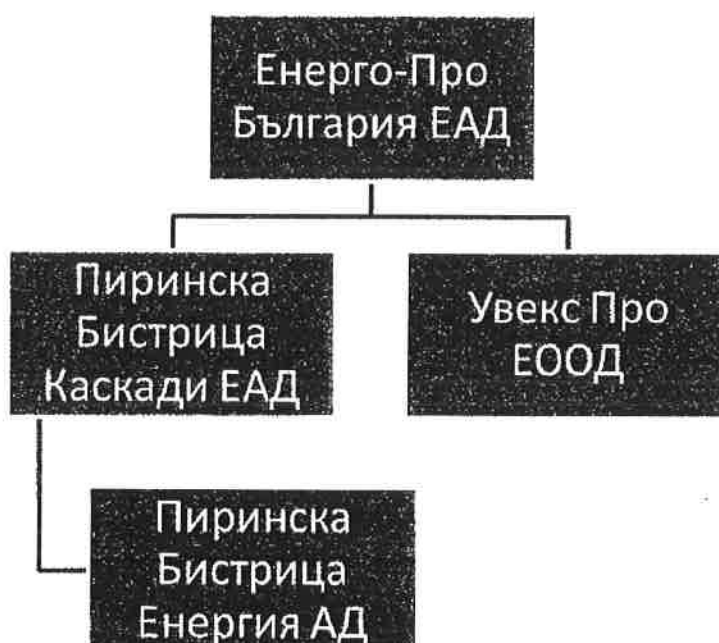 Енерго-Про
България ЕАД
Пиринска
Бистрица
Каскади ЕАД
Увекс Про
ЕООД
Пиринска
Бистрица
Енергия АД